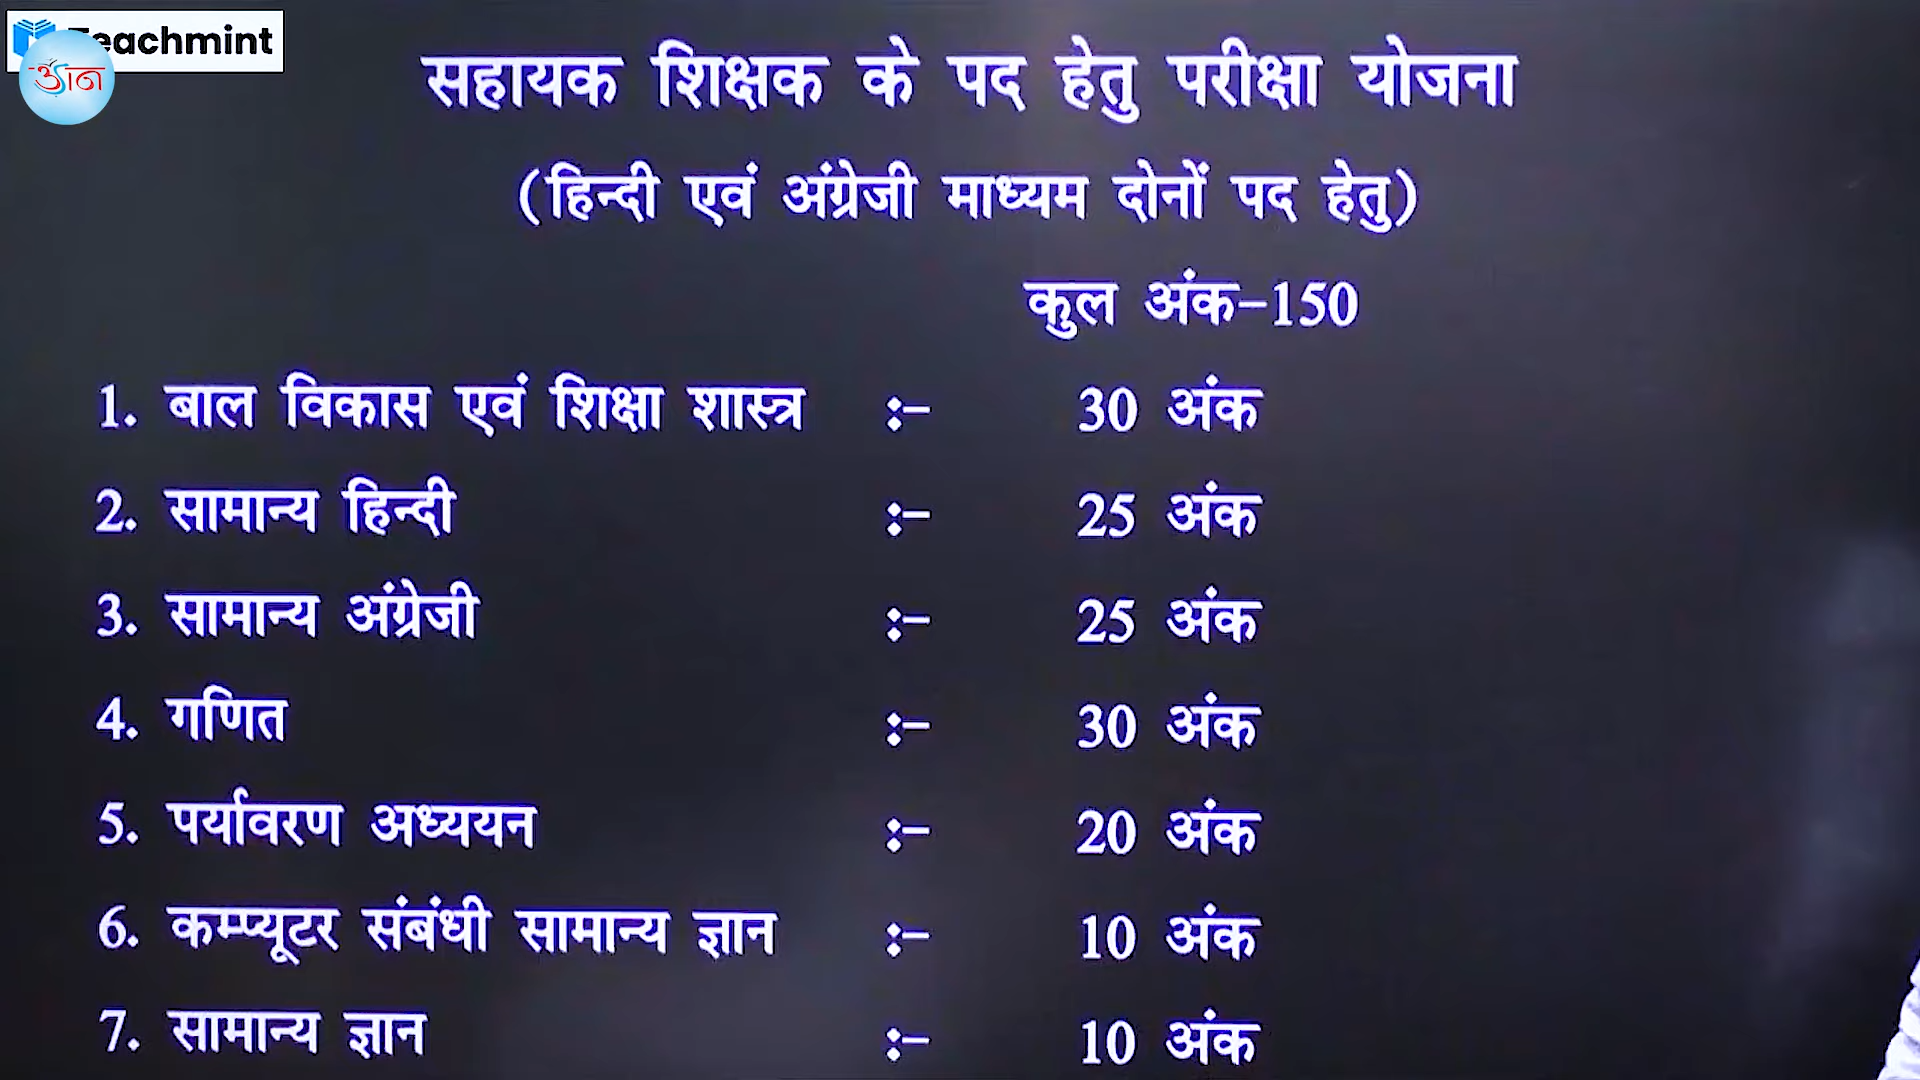 Teachmint
ज्ञान
सहायक शिक्षक के पद हेतु परीक्षा योजना
(हिन्दी एवं अंग्रेजी माध्यम दोनों पद हेतु)
कुल अंक-150
1. बाल विकास एवं शिक्षा शास्त्र :- 30 अंक
2. सामान्य हिन्दी :- 25 अंक
3. सामान्य अंग्रेजी :- 25 अंक
4. गणित :- 30 अंक
5. पर्यावरण अध्ययन :- 20 अंक
6. कम्प्यूटर संबंधी सामान्य ज्ञान :- 10 अंक
7. सामान्य ज्ञान :- 10 अंक